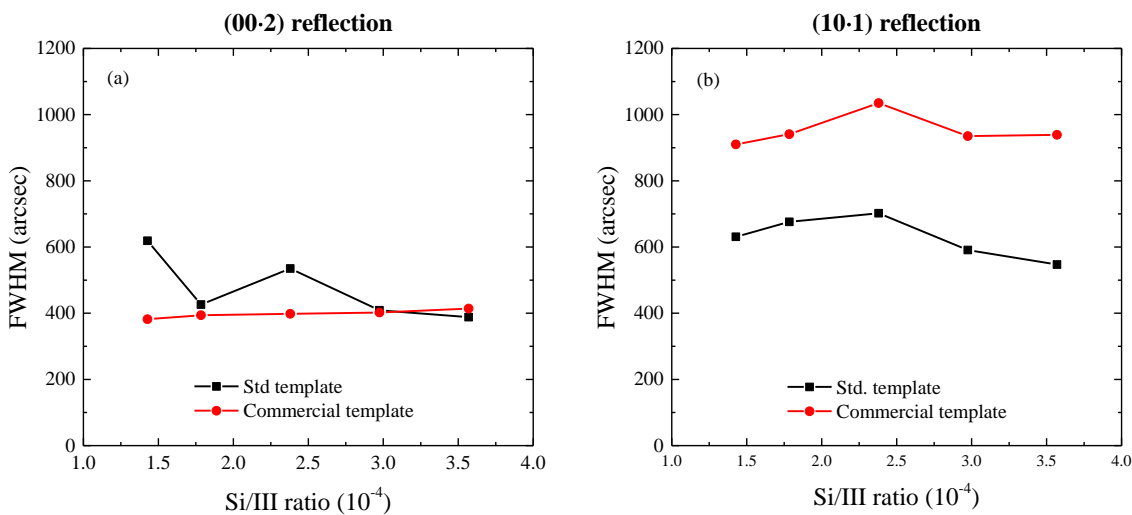 (00·2) reflection
1200
(a)
1000
800
600
400
200
0
FWHM (arcsec)
Std template
Commercial template
1.0 1.5 2.0 2.5 3.0 3.5 4.0
Si/III ratio (10-4)
(10·1) reflection
1200
(b)
1000
800
600
400
200
0
FWHM (arcsec)
Std. template
Commercial template
1.0 1.5 2.0 2.5 3.0 3.5 4.0
Si/III ratio (10-4)